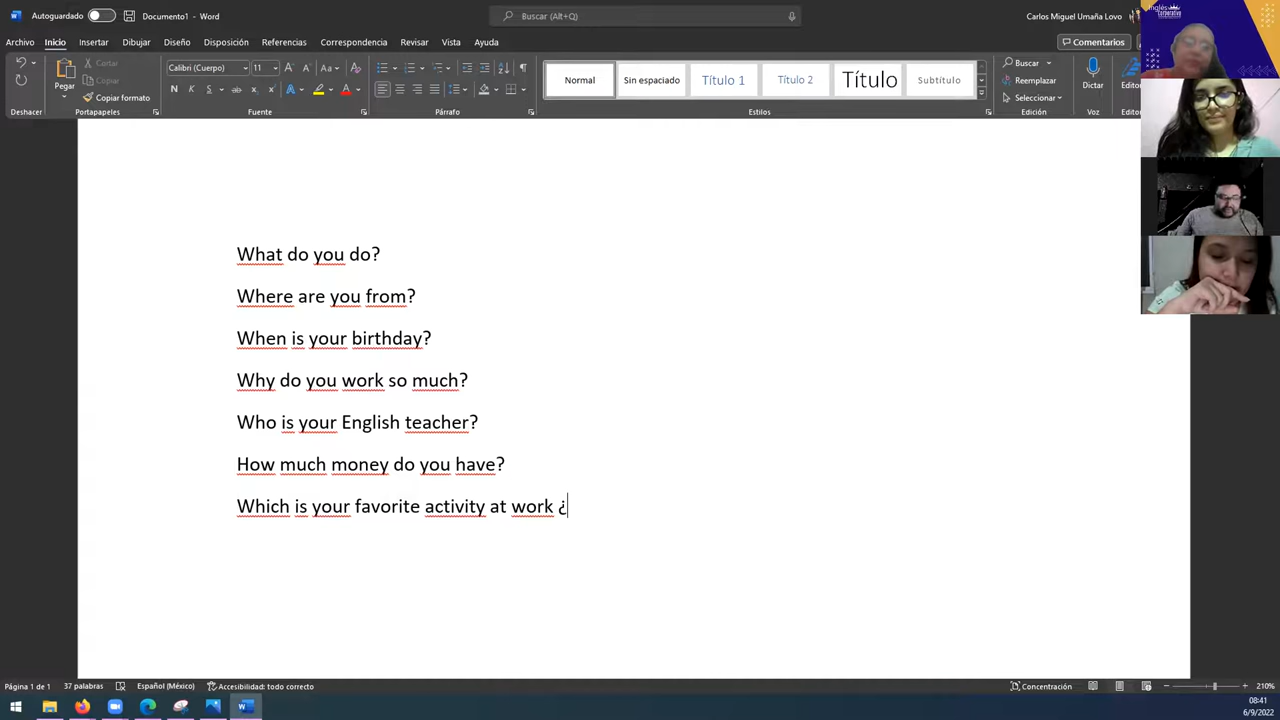 Autoguardado
Documento1 - Word
Buscar (Alt+Q)
Carlos Miguel Umaña Lovo
Inglés
Corporativo
Archivo Inicio Insertar Dibujar Diseño Disposición Referencias Correspondencia Revisar Vista Ayuda
Comentarios
Pegar
Cortar
Copiar
Copiar formato
Calibri (Cuerpo) 11
Normal
Sin espaciado
Título 1
Título 2
Título
Subtítulo
Buscar
Reemplazar
Seleccionar
Dictar
Deshacer Portapapeles Fuente Párrafo Estilos Edición Voz
What do you do?
Where are you from?
When is your birthday?
Why do you work so much?
Who is your English teacher?
How much money do you have?
Which is your favorite activity at work ¿
Página 1 de 1 37 palabras Español (México) Accesibilidad: todo correcto
Concentración
210%
08:41
6/9/2022